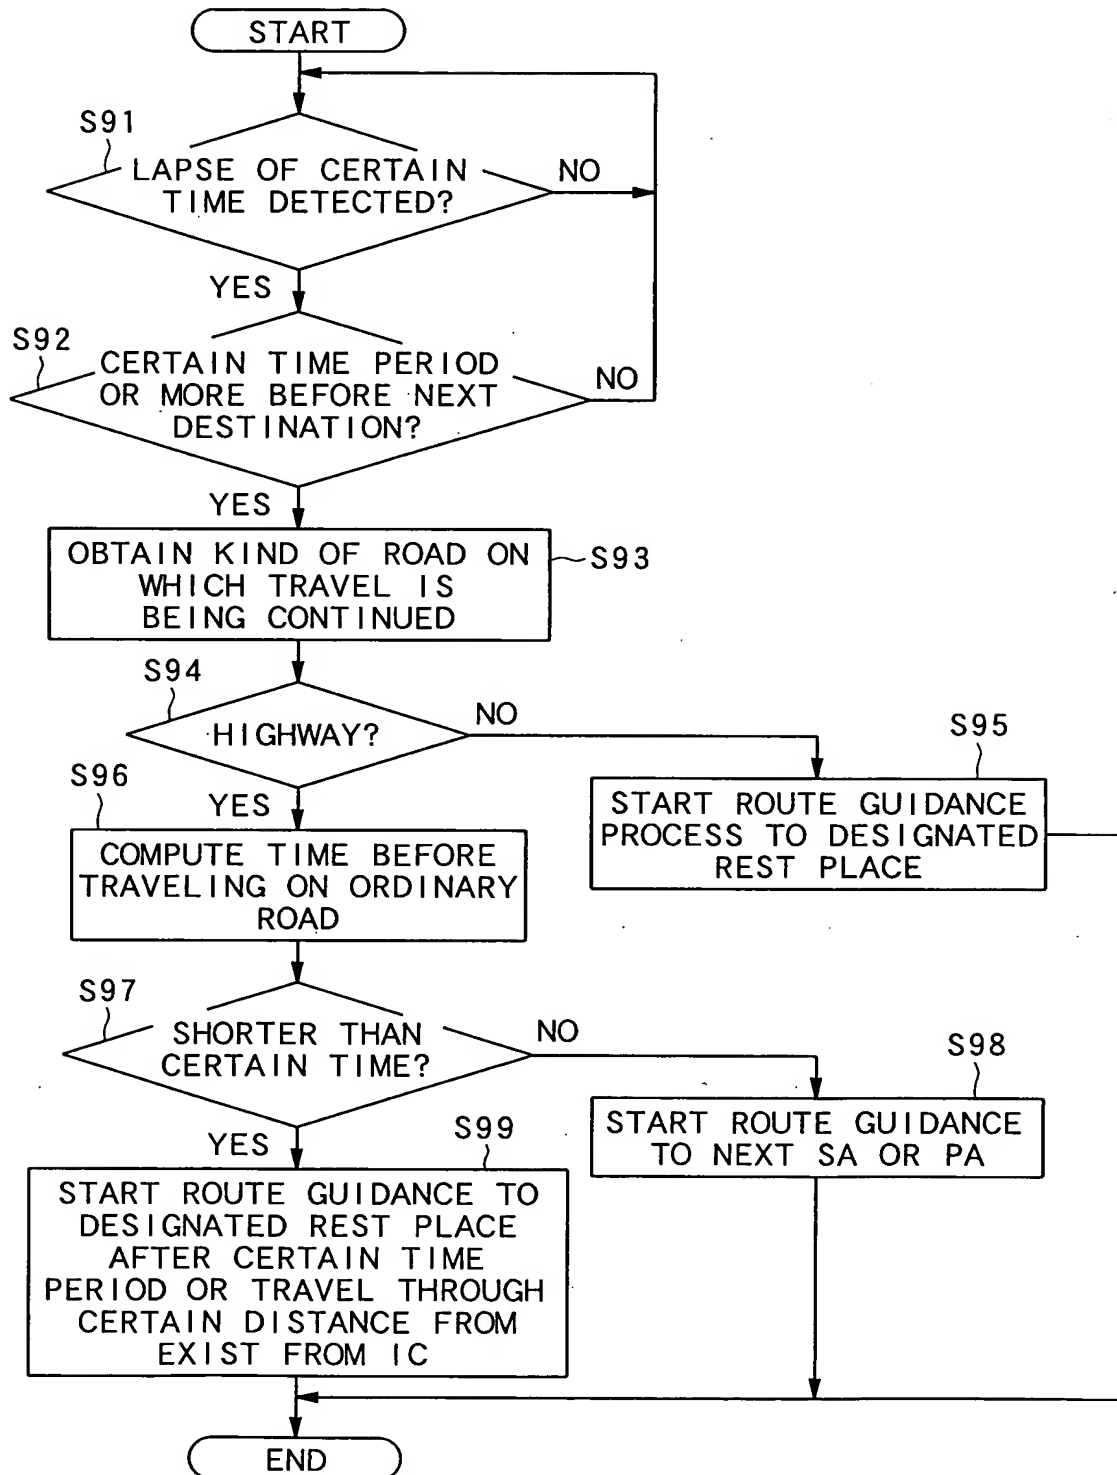 START
S91
LAPSE OF CERTAIN
TIME DETECTED?
NO
YES
S92
CERTAIN TIME PERIOD
OR MORE BEFORE NEXT
DESTINATION?
NO
YES
OBTAIN KIND OF ROAD ON
WHICH TRAVEL IS
BEING CONTINUED
S93
S94
HIGHWAY?
NO
YES
S95
START ROUTE GUIDANCE
PROCESS TO DESIGNATED
REST PLACE
S96
COMPUTE TIME BEFORE
TRAVELING ON ORDINARY
ROAD
S97
SHORTER THAN
CERTAIN TIME?
NO
YES
S98
START ROUTE GUIDANCE
TO NEXT SA OR PA
S99
START ROUTE GUIDANCE TO
DESIGNATED REST PLACE
AFTER CERTAIN TIME
PERIOD OR TRAVEL THROUGH
CERTAIN DISTANCE FROM
EXIST FROM IC
END